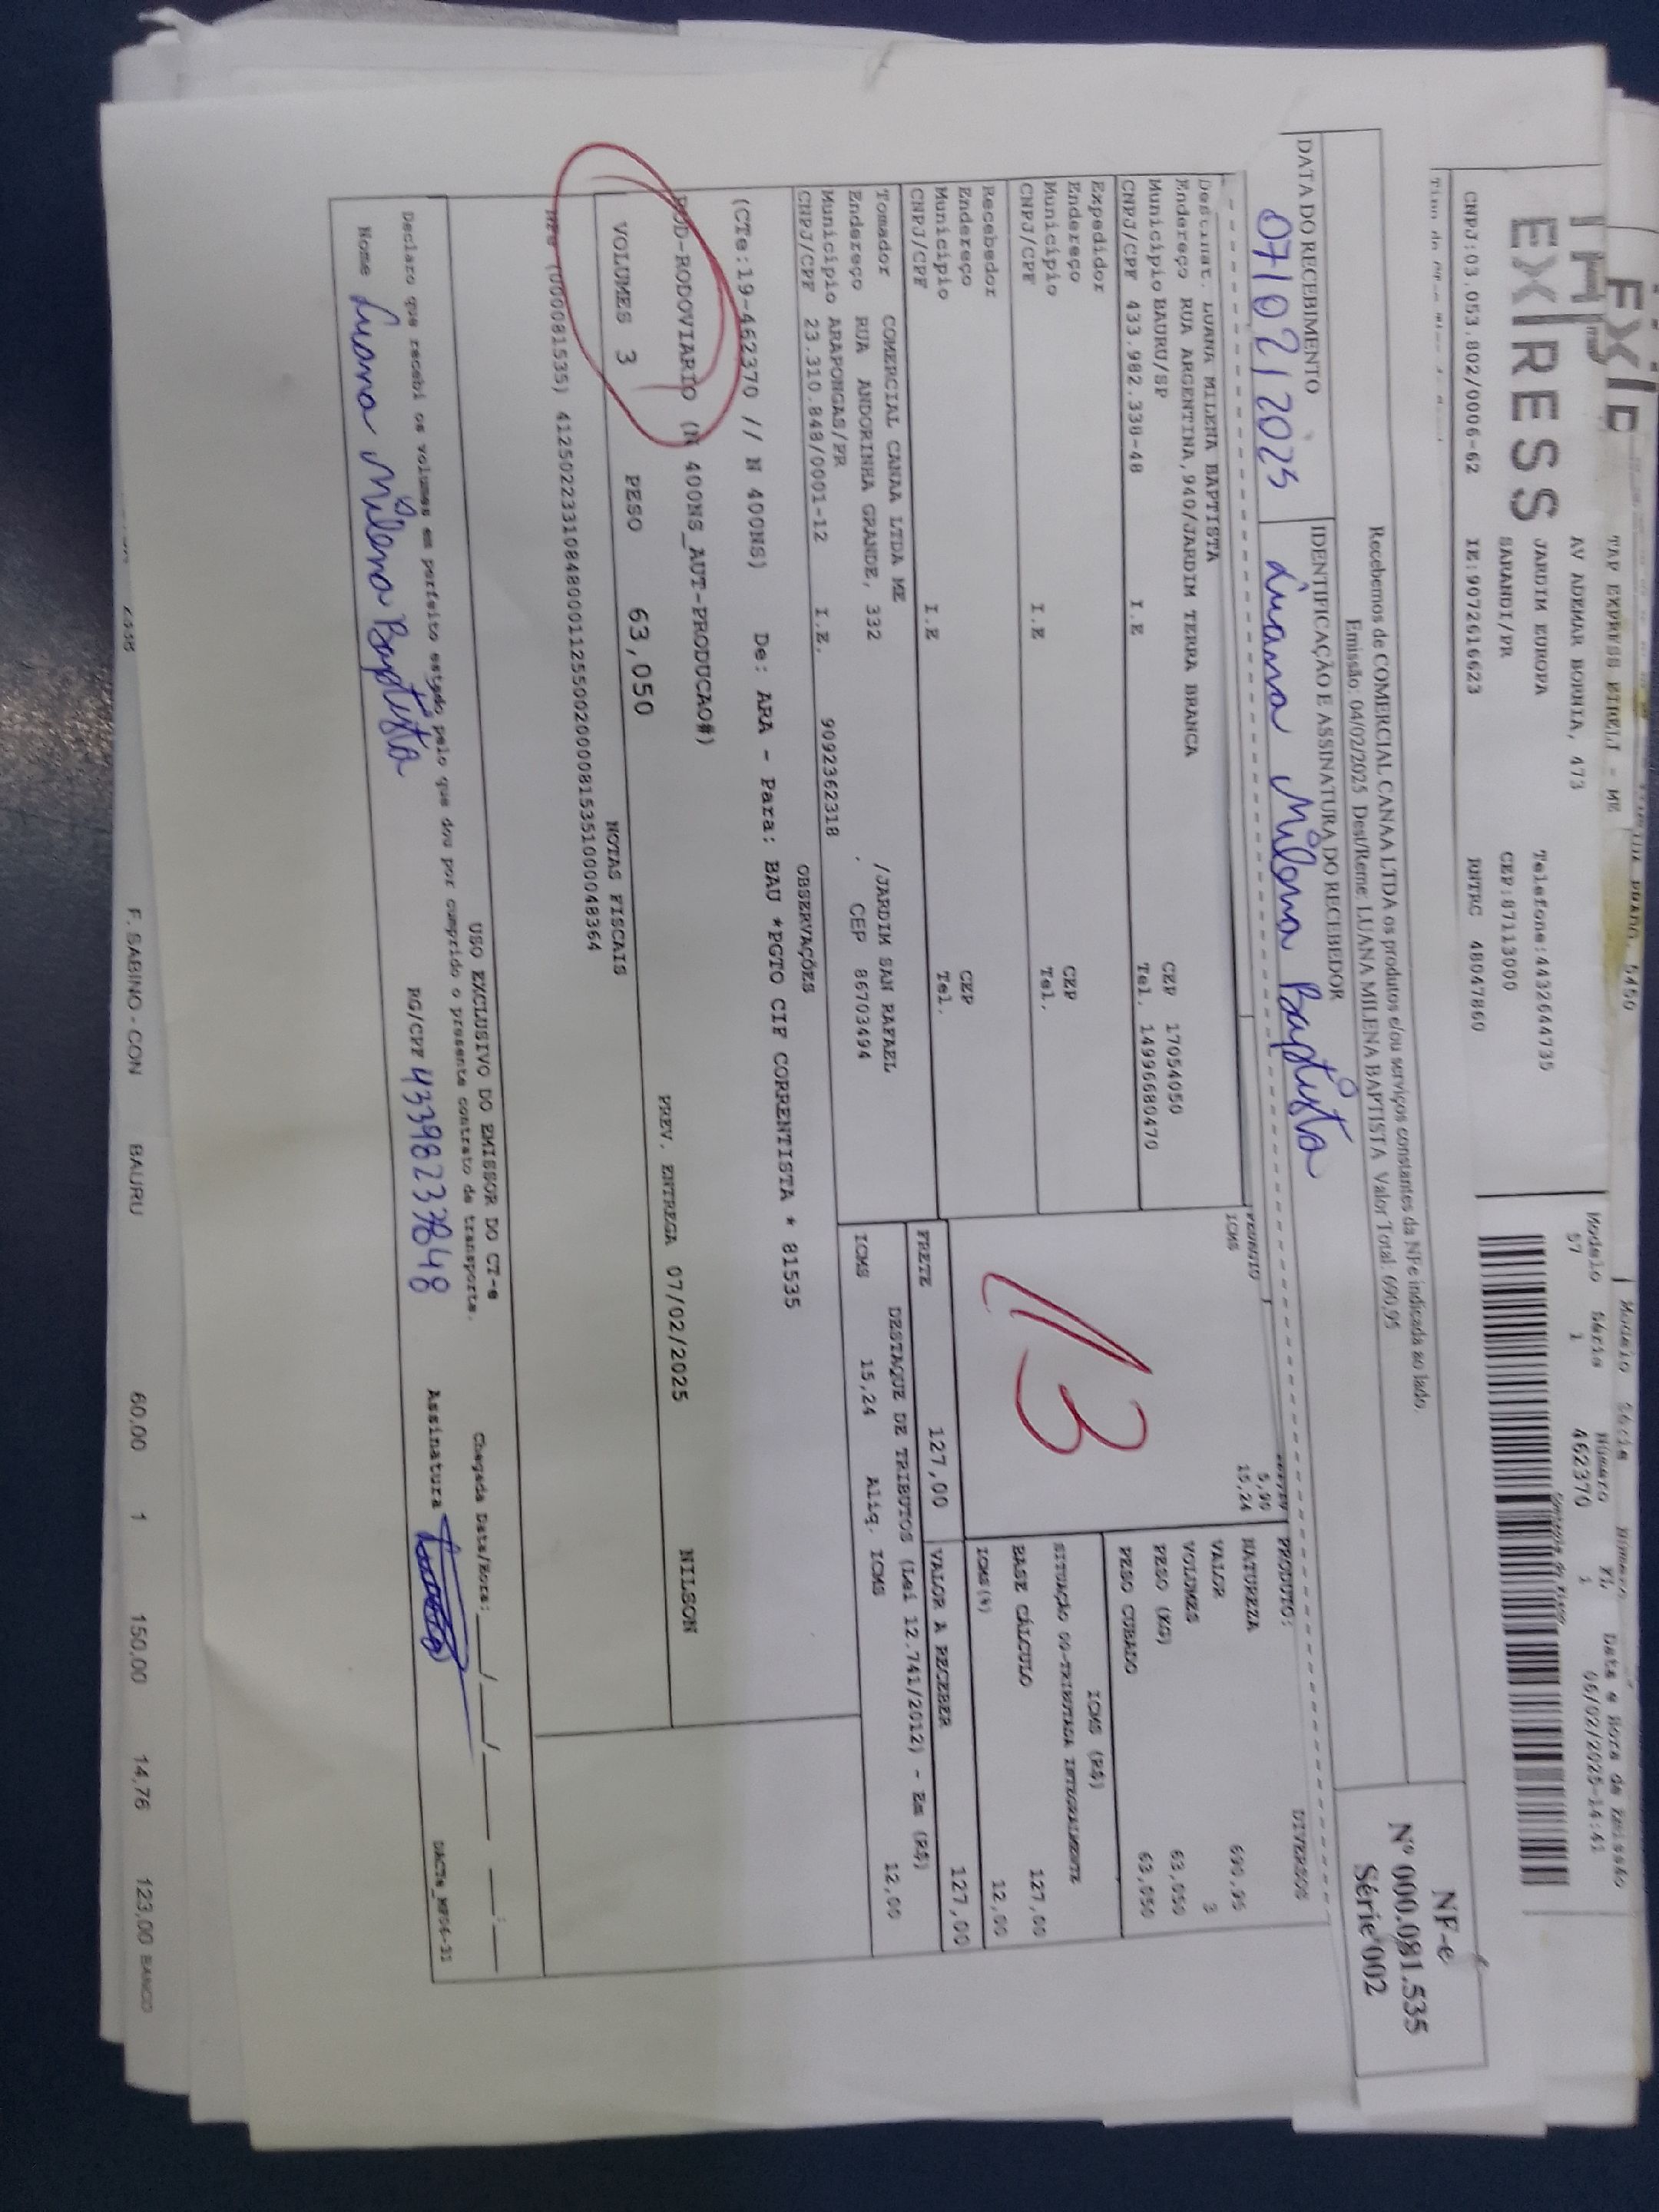 TAP EXPRESS EIRELI - ME
AV ADEMAR BORNIA, 473
EXPRESS
JARDIM EUROPA
Telefone:4432644735
SARANDI/PR
CEP:87113000
CNPJ:03.053.802/0006-62
IE:9072616623
RNTRC 48047860
Modelo Série Número FL Data e Hora de Emissão
57 1 462370 1 06/02/2025-14:41
Recebemos de COMERCIAL CANAA LTDA os produtos e/ou serviços constantes da NFe indicada ao lado.
Emissão: 04/02/2025 Dest/Reme: LUANA MILENA BAPTISTA Valor Total: 690,95
NF-e
Nº 000.081.535
Série 002
DATA DO RECEBIMENTO
IDENTIFICAÇÃO E ASSINATURA DO RECEBEDOR
07/02/2025
Luana Milena Baptista
Destinat. LUANA MILENA BAPTISTA
Endereço RUA ARGENTINA,940/JARDIM TERRA BRANCA
CEP 17054050
Município BAURU/SP
Tel. 14996680470
CNPJ/CPF 433.982.338-48
I.E
Expedidor
Endereço
CEP
Município
Tel.
CNPJ/CPF
I.E
Recebedor
Endereço
CEP
Município
Tel.
CNPJ/CPF
I.E
Tomador COMERCIAL CANAA LTDA ME
Endereço RUA ANDORINHA GRANDE, 332 /JARDIM SAN RAFAEL
Município ARAPONGAS/PR . CEP 86703494
CNPJ/CPF 23.310.848/0001-12 I.E. 9092362318
ICMS 15,24
13
PRODUTO: DIVERSOS
NATUREZA
VALOR 690,95
VOLUMES 3
PESO (KG) 63,050
PESO CUBADO 63,050
ICMS (R$)
SITUAÇÃO 00-TRIBUTADA INTEGRALMENTE
BASE CÁLCULO 127,00
ICMS(%) 12,00
FRETE 127,00
VALOR A RECEBER 127,00
DESTAQUE DE TRIBUTOS (Lei 12.741/2012) - Em (R$)
ICMS 15,24 Aliq. ICMS 12,00
OBSERVAÇÕES
(CTe:19-462370 // N 400NS) De: ARA - Para: BAU *PGTO CIF CORRENTISTA * 81535
RODOVIARIO (N 400NS_AUT-PRODUCAO#)
PREV. ENTREGA 07/02/2025
NILSON
VOLUMES 3
PESO 63,050
NOTAS FISCAIS
NFe (000081535) 41250223310848000112550020000815351000048364
USO EXCLUSIVO DO EMISSOR DO CT-e
Declaro que recebi os volumes em perfeito estado pelo que dou por cumprido o presente contrato de transporte.
Chegada Data/Hora: ___/___/_____ __:__
Nome Luana Milena Baptista
RG/CPF 43398233848
Assinatura
F. SABINO - CON BAURU 60,00 1 150,00 14,76 123,00 BANCO